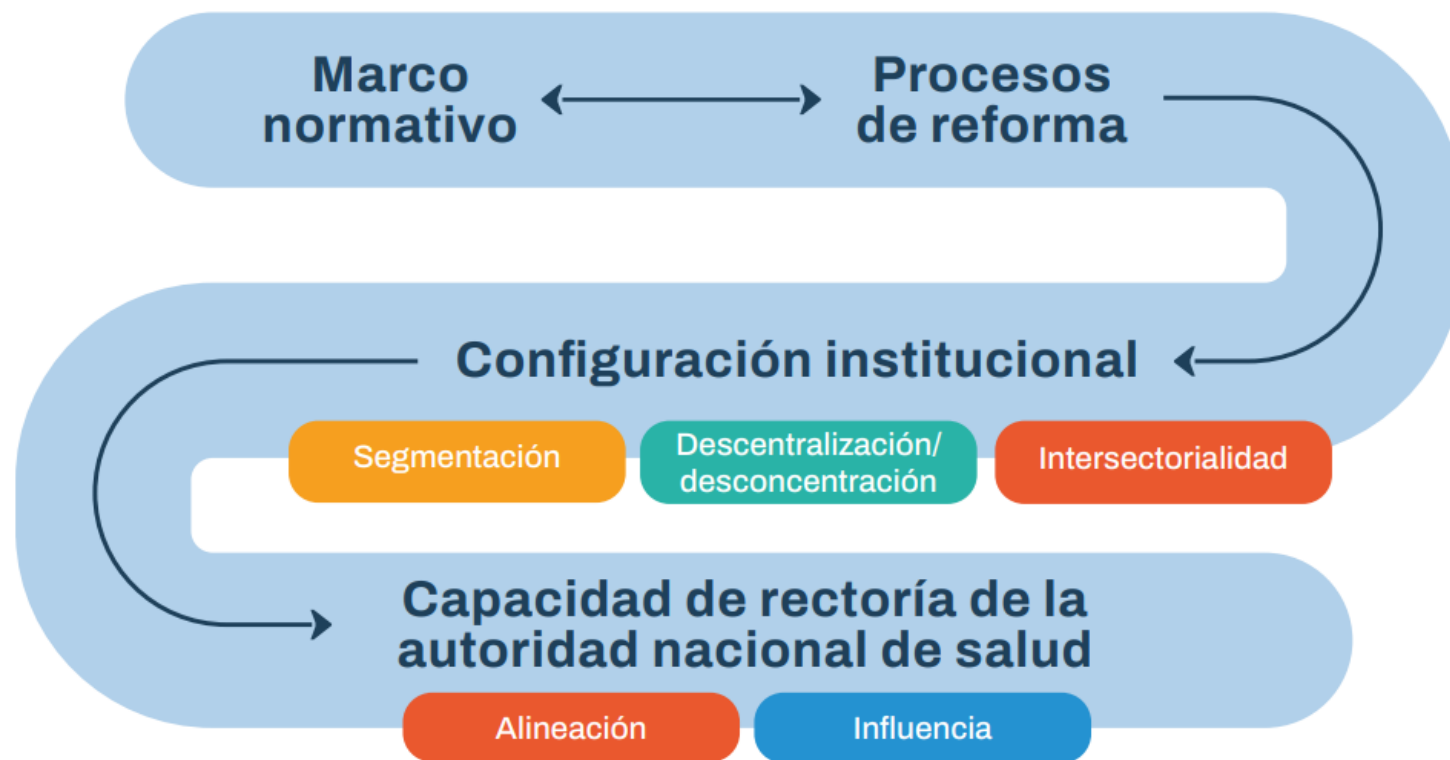 Marco
normativo
Procesos
de reforma
Configuración institucional
Segmentación
Descentralización/
desconcentración
Intersectorialidad
Capacidad de rectoría de la
autoridad nacional de salud
Alineación
Influencia